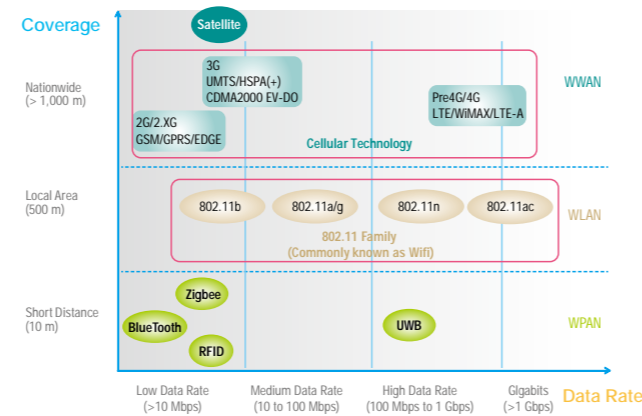 Coverage
Satellite
Nationwide
(> 1,000 m)
3G
UMTS/HSPA(+)
CDMA2000 EV-DO
2G/2.XG
GSM/GPRS/EDGE
Pre4G/4G
LTE/WiMAX/LTE-A
Cellular Technology
WWAN
Local Area
(500 m)
802.11b
802.11a/g
802.11n
802.11ac
802.11 Family
(Commonly known as Wifi)
WLAN
Short Distance
(10 m)
Zigbee
BlueTooth
RFID
UWB
WPAN
Low Data Rate
(>10 Mbps)
Medium Data Rate
(10 to 100 Mbps)
High Data Rate
(100 Mbps to 1 Gbps)
GIgabits
(>1 Gbps)
Data Rate